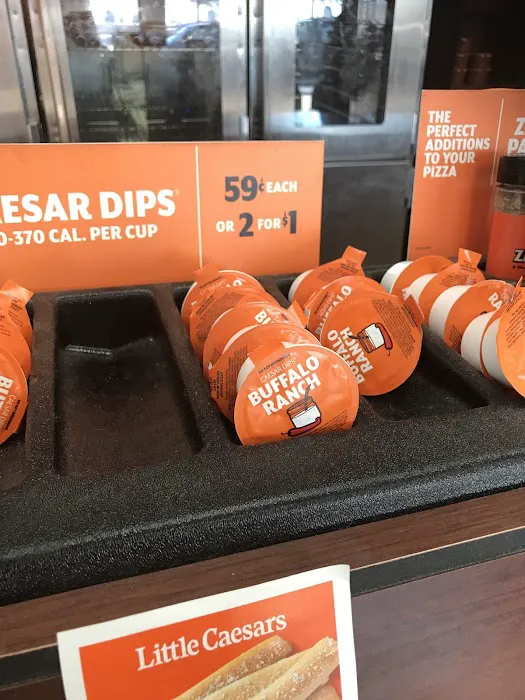 ESAR DIPS
0-370 CAL. PER CUP
59¢ EACH
OR 2 FOR $1
THE
PERFECT
ADDITIONS
TO YOUR
PIZZA
CAESAR DIPS
BUFFALO
RANCH
BUFFALO
RANCH
Little Caesars